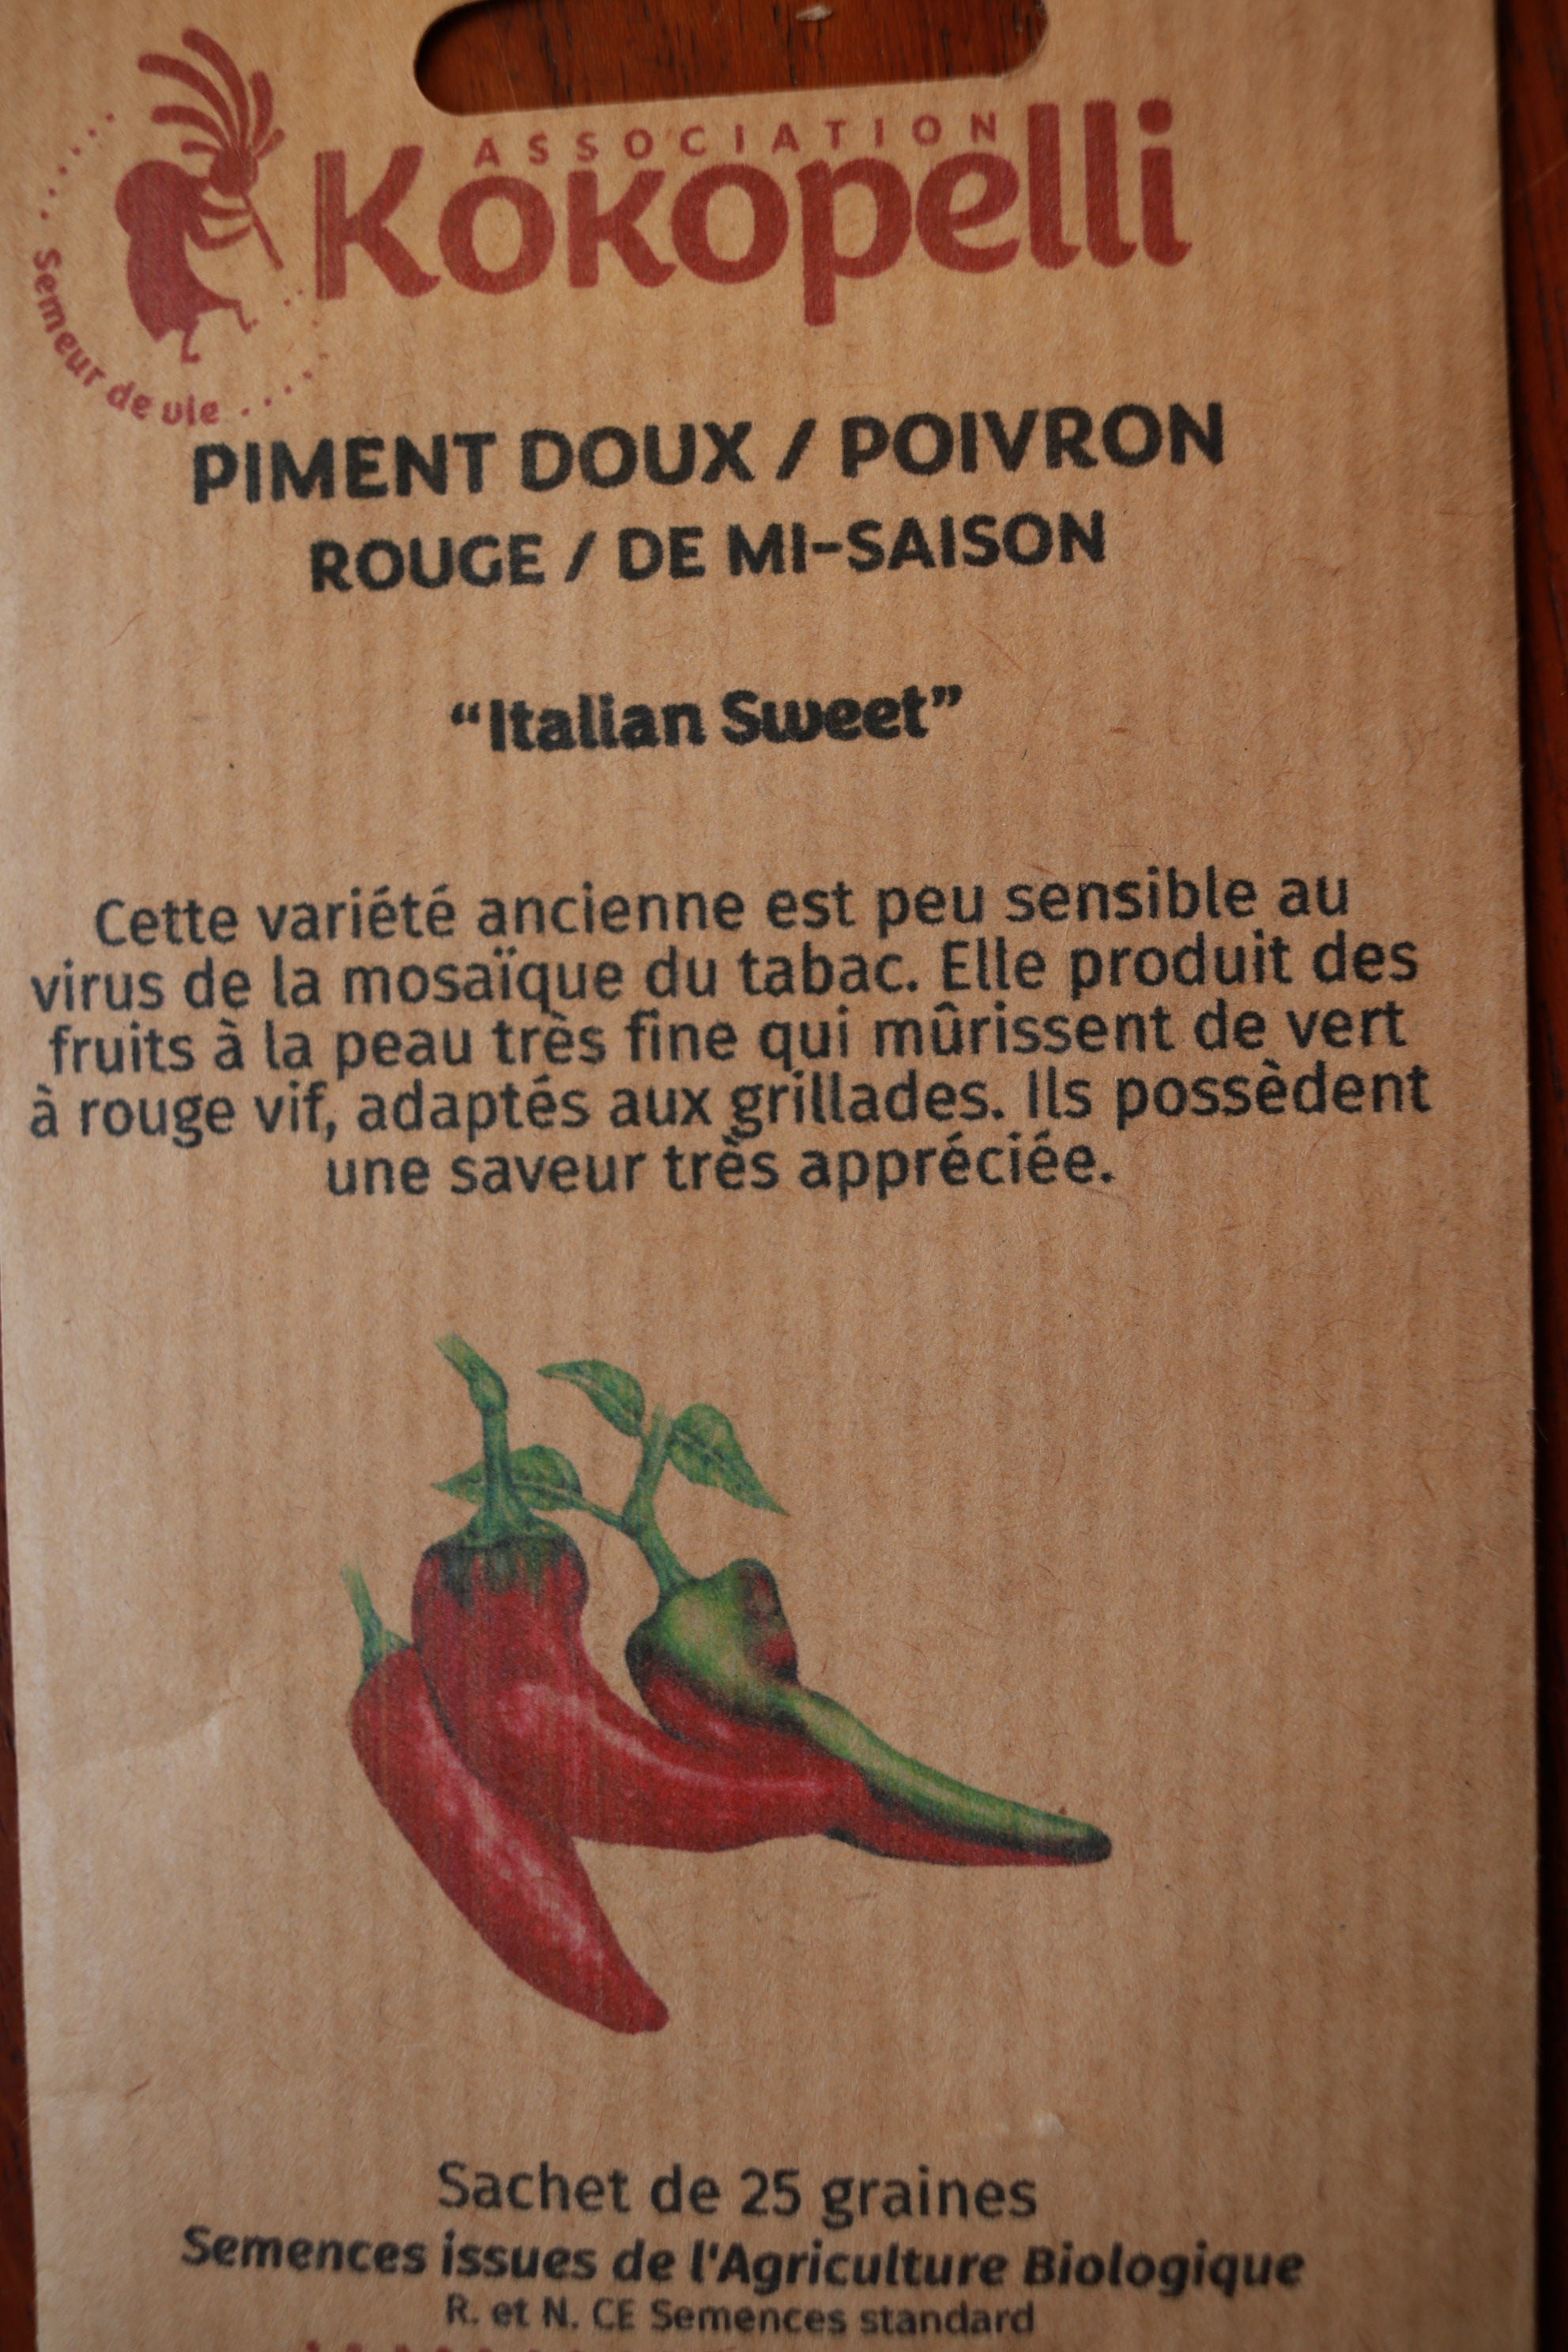 ASSOCIATION
Kokopelli
Semeur de vie
PIMENT DOUX / POIVRON
ROUGE / DE MI-SAISON
“Italian Sweet”
Cette variété ancienne est peu sensible au
virus de la mosaïque du tabac. Elle produit des
fruits à la peau très fine qui mûrissent de vert
à rouge vif, adaptés aux grillades. Ils possèdent
une saveur très appréciée.
Sachet de 25 graines
Semences issues de l'Agriculture Biologique
R. et N. CE Semences standard